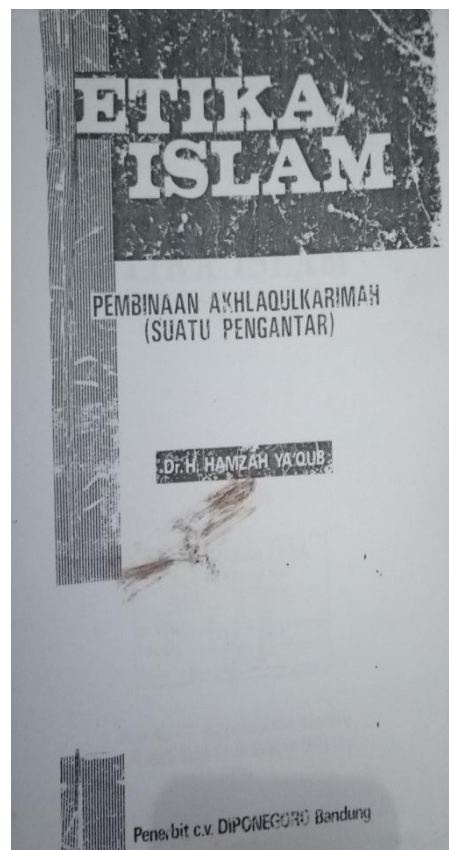 ETIKA
ISLAM
PEMBINAAN AKHLAQULKARIMAH
(SUATU PENGANTAR)
Dr. H. HAMZAH YA'QUB
Penerbit c.v. DIPONEGORO Bandung